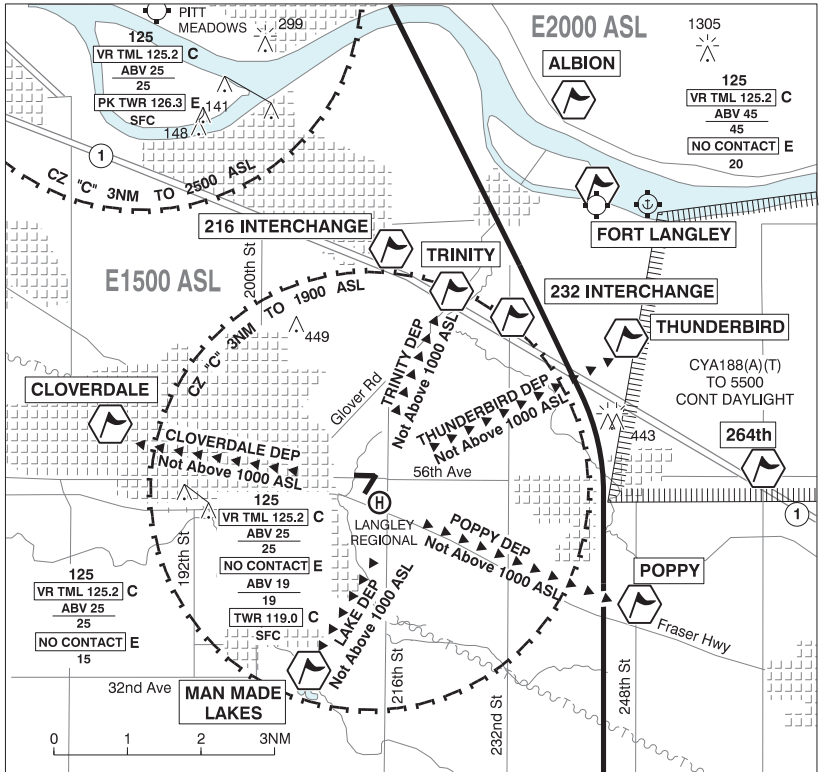 PITT
MEADOWS
299
125
VR TML 125.2 C
ABV 25
25
PK TWR 126.3 E
SFC
141
148
1
CZ "C" 3NM TO 2500 ASL
E2000 ASL
1305
ALBION
125
VR TML 125.2 C
ABV 45
45
NO CONTACT E
20
FORT LANGLEY
216 INTERCHANGE
TRINITY
200th St
E1500 ASL
CZ "C" 3NM TO 1900 ASL
449
232 INTERCHANGE
THUNDERBIRD
CYA188(A)(T)
TO 5500
CONT DAYLIGHT
264th
443
1
CLOVERDALE
Glover Rd
TRINITY DEP
Not Above 1000 ASL
THUNDERBIRD DEP
Not Above 1000 ASL
CLOVERDALE DEP
Not Above 1000 ASL
56th Ave
H
LANGLEY
REGIONAL
125
VR TML 125.2 C
ABV 25
25
NO CONTACT E
ABV 19
19
TWR 119.0 C
SFC
192th St
POPPY DEP
Not Above 1000 ASL
POPPY
Fraser Hwy
LAKE DEP
Not Above 1000 ASL
125
VR TML 125.2 C
ABV 25
25
NO CONTACT E
15
32nd Ave
MAN MADE
LAKES
216th St
232nd St
248th St
0 1 2 3NM